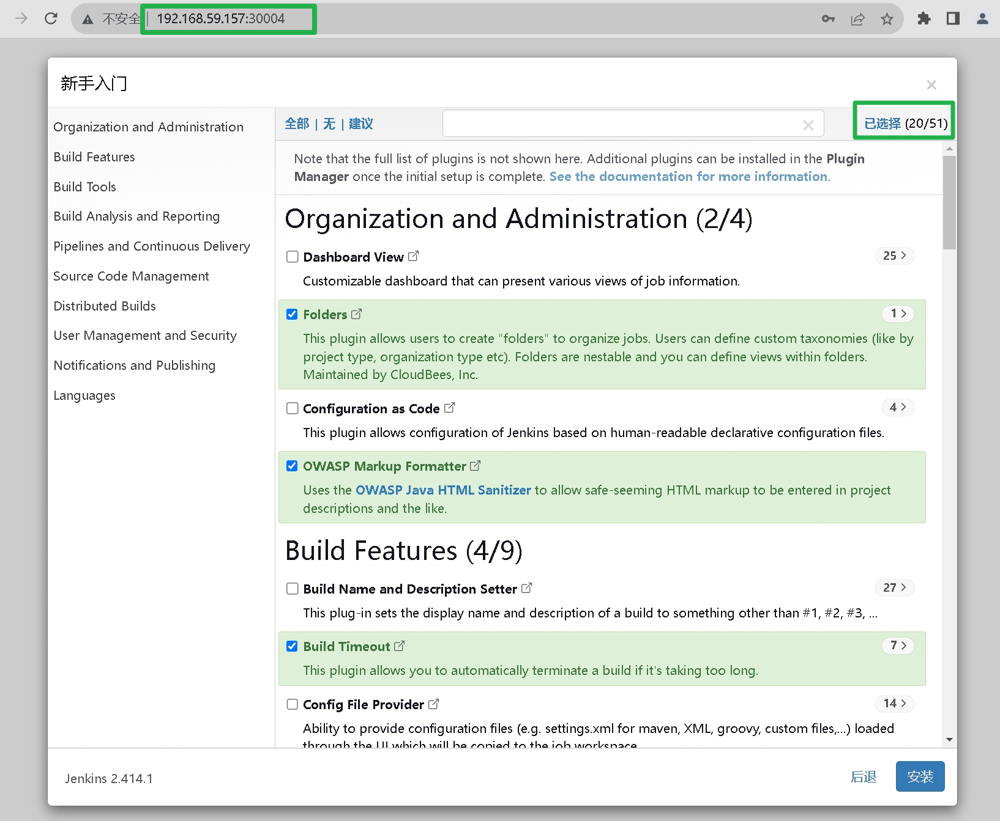 不安全 192.168.59.157:30004
新手入门
Organization and Administration
Build Features
Build Tools
Build Analysis and Reporting
Pipelines and Continuous Delivery
Source Code Management
Distributed Builds
User Management and Security
Notifications and Publishing
Languages
全部 | 无 | 建议
已选择 (20/51)
Note that the full list of plugins is not shown here. Additional plugins can be installed in the Plugin
Manager once the initial setup is complete. See the documentation for more information.
Organization and Administration (2/4)
Dashboard View 25
Customizable dashboard that can present various views of job information.
Folders 1
This plugin allows users to create "folders" to organize jobs. Users can define custom taxonomies (like by
project type, organization type etc). Folders are nestable and you can define views within folders.
Maintained by CloudBees, Inc.
Configuration as Code 4
This plugin allows configuration of Jenkins based on human-readable declarative configuration files.
OWASP Markup Formatter
Uses the OWASP Java HTML Sanitizer to allow safe-seeming HTML markup to be entered in project
descriptions and the like.
Build Features (4/9)
Build Name and Description Setter 27
This plug-in sets the display name and description of a build to something other than #1, #2, #3, ...
Build Timeout 7
This plugin allows you to automatically terminate a build if it's taking too long.
Config File Provider 14
Ability to provide configuration files (e.g. settings.xml for maven, XML, groovy, custom files,...) loaded
through the UI which will be copied to the job workspace.
Jenkins 2.414.1
后退
安装